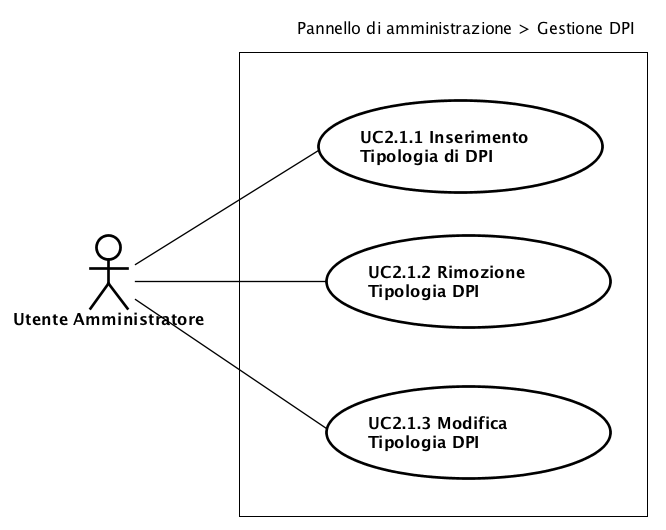 Pannello di amministrazione > Gestione DPI
UC2.1.1 Inserimento
Tipologia di DPI
UC2.1.2 Rimozione
Tipologia DPI
Utente Amministratore
UC2.1.3 Modifica
Tipologia DPI